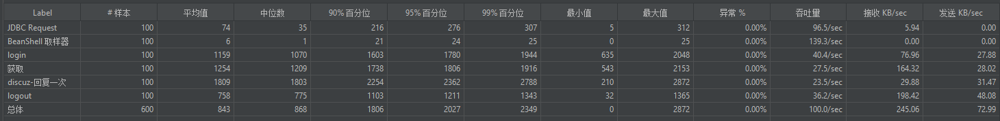 Label # 样本 平均值 中位数 90% 百分位 95% 百分位 99% 百分位 最小值 最大值 异常 % 吞吐量 接收 KB/sec 发送 KB/sec
JDBC Request 100 74 35 216 276 307 5 312 0.00% 96.5/sec 5.94 0.00
BeanShell 取样器 100 6 1 21 24 25 0 25 0.00% 139.3/sec 0.00 0.00
login 100 1159 1070 1603 1780 1944 635 2048 0.00% 40.4/sec 76.96 27.88
获取 100 1254 1209 1738 1806 1916 543 2153 0.00% 27.5/sec 164.32 28.02
discuz-回复一次 100 1809 1803 2254 2362 2788 210 2872 0.00% 23.5/sec 29.88 31.47
logout 100 758 775 1103 1211 1343 32 1365 0.00% 36.2/sec 198.42 48.08
总体 600 843 868 1806 2027 2349 0 2872 0.00% 100.0/sec 245.06 72.99